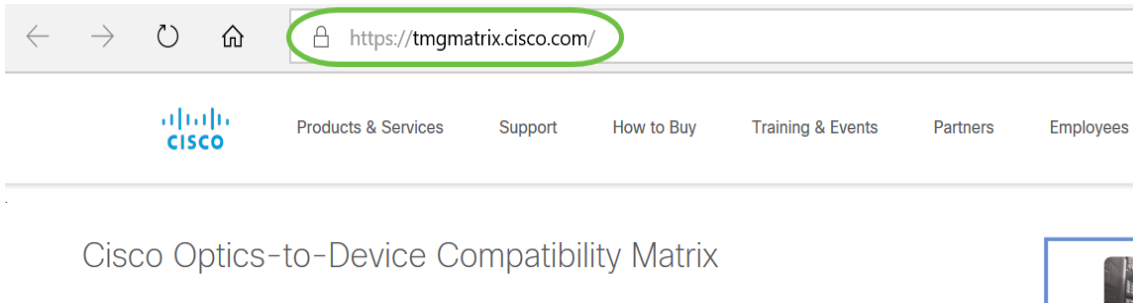 https://tmgmatrix.cisco.com/
CISCO
Products & Services Support How to Buy Training & Events Partners Employees
Cisco Optics-to-Device Compatibility Matrix